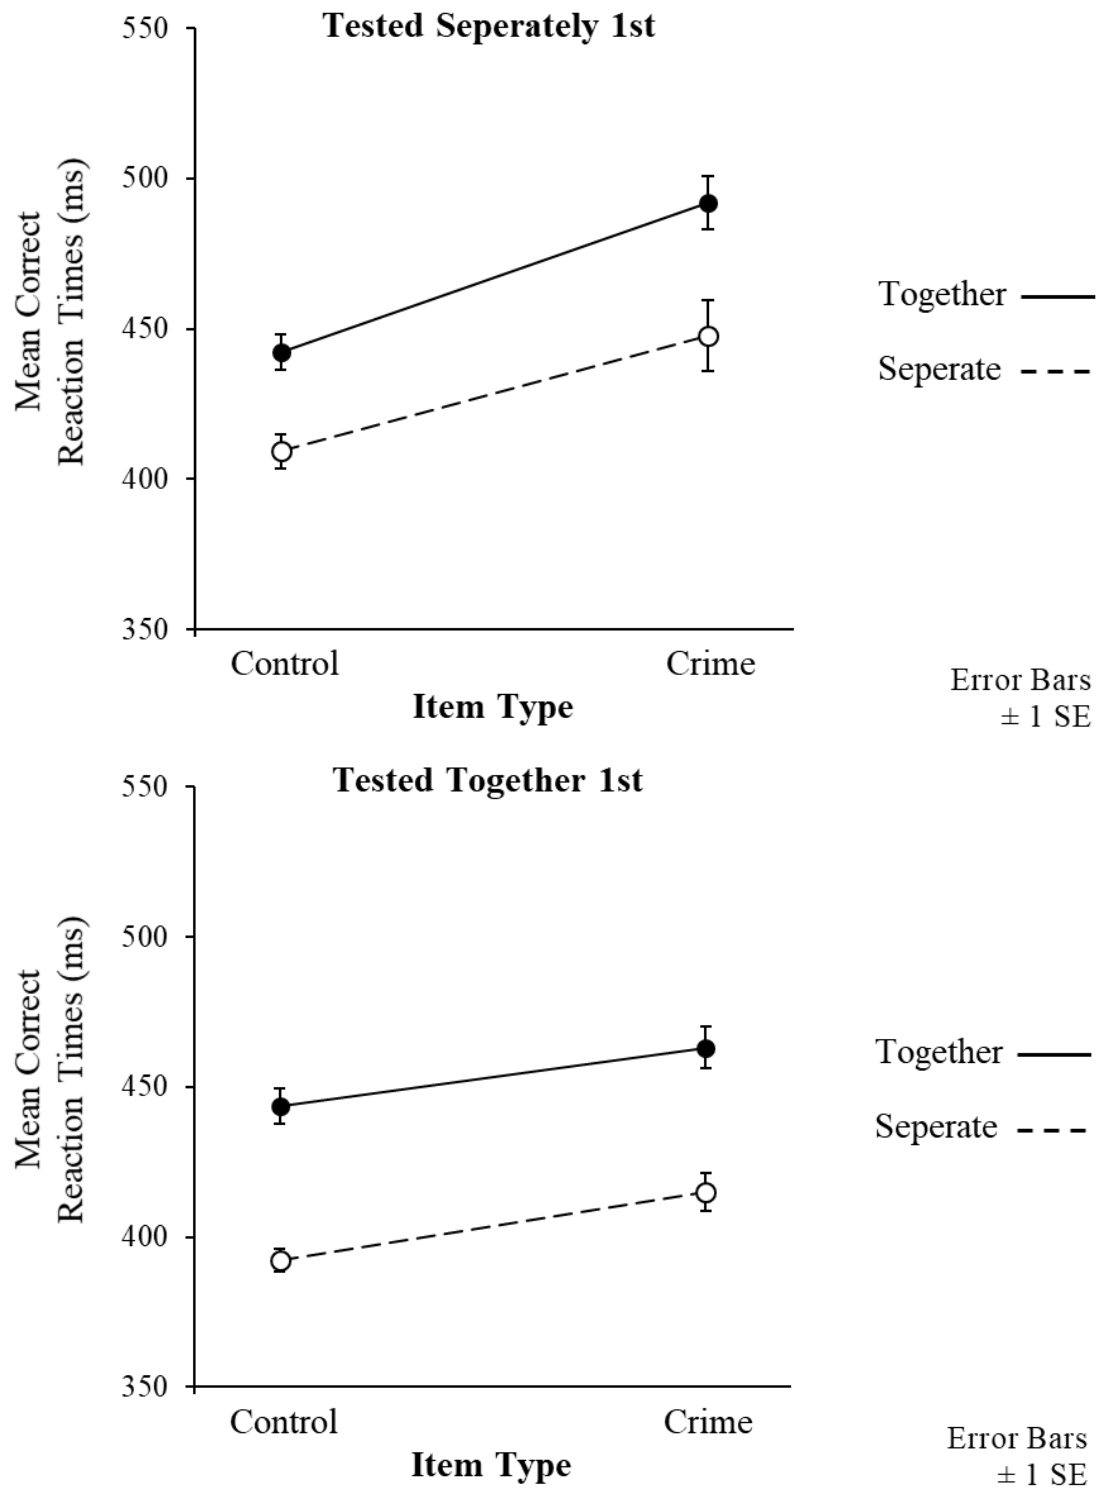 Tested Seperately 1st
550
500
450
400
350
Mean Correct
Reaction Times (ms)
Control
Crime
Item Type
Together
Seperate
Error Bars
± 1 SE
Tested Together 1st
550
500
450
400
350
Mean Correct
Reaction Times (ms)
Control
Crime
Item Type
Together
Seperate
Error Bars
± 1 SE